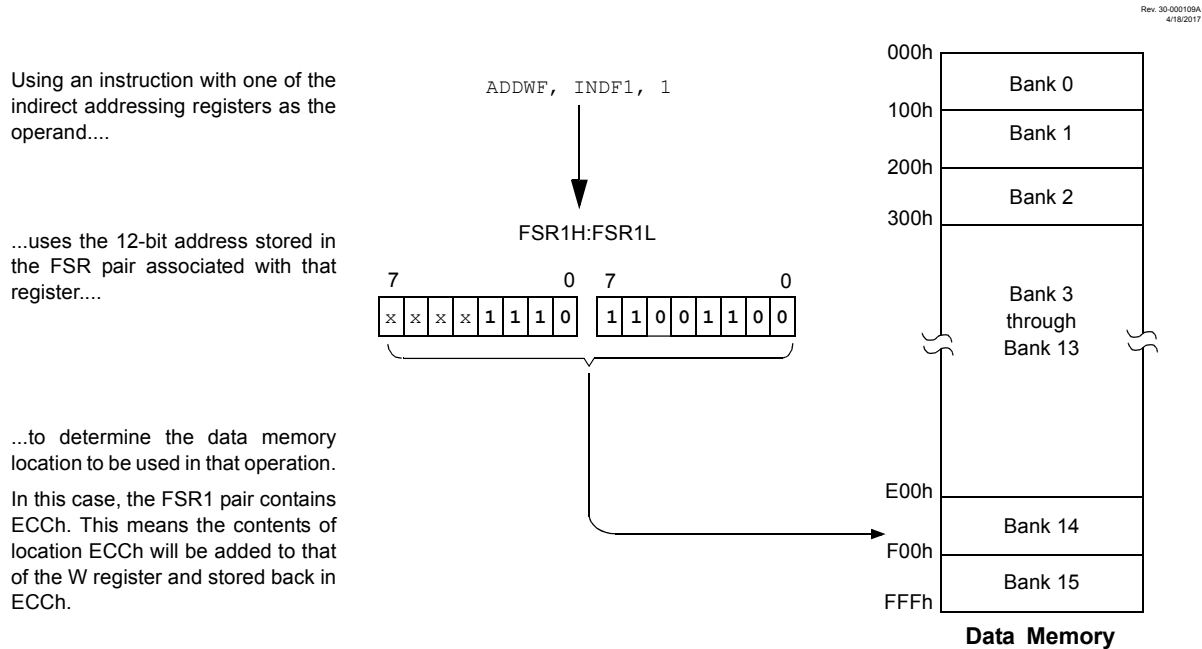 Rev. 30-000109A
4/18/2017
Using an instruction with one of the
indirect addressing registers as the
operand....
ADDWF, INDF1, 1
...uses the 12-bit address stored in
the FSR pair associated with that
register....
FSR1H:FSR1L
7 0 7 0
x x x x 1 1 1 0 1 1 0 0 1 1 0 0
...to determine the data memory
location to be used in that operation.
In this case, the FSR1 pair contains
ECCh. This means the contents of
location ECCh will be added to that
of the W register and stored back in
ECCh.
000h
Bank 0
100h
Bank 1
200h
Bank 2
300h
Bank 3
through
Bank 13
E00h
Bank 14
F00h
Bank 15
FFFh
Data Memory